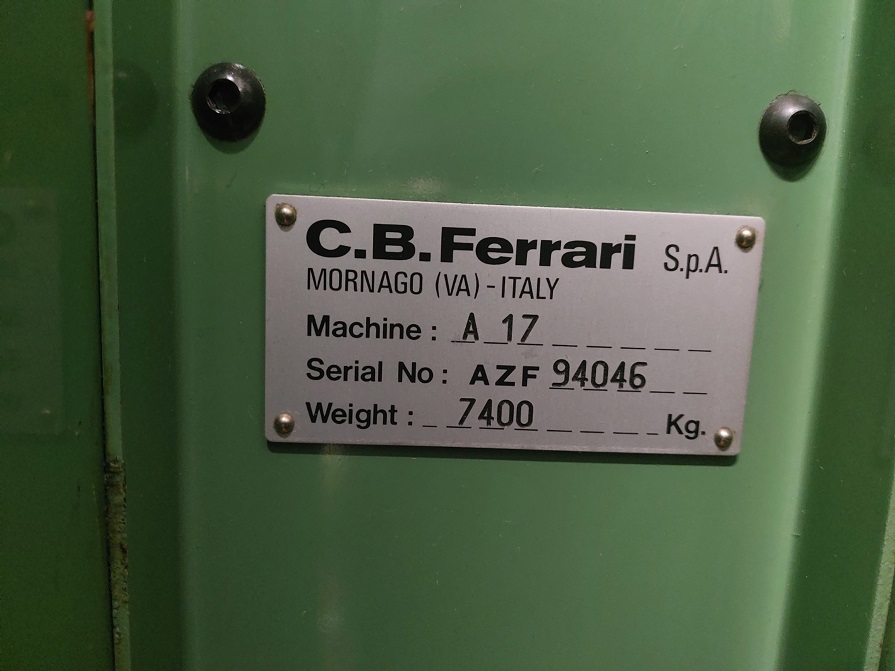 C.B.Ferrari S.p.A.
MORNAGO (VA) - ITALY
Machine : A 17
Serial No : AZF 94046
Weight : 7400 Kg.